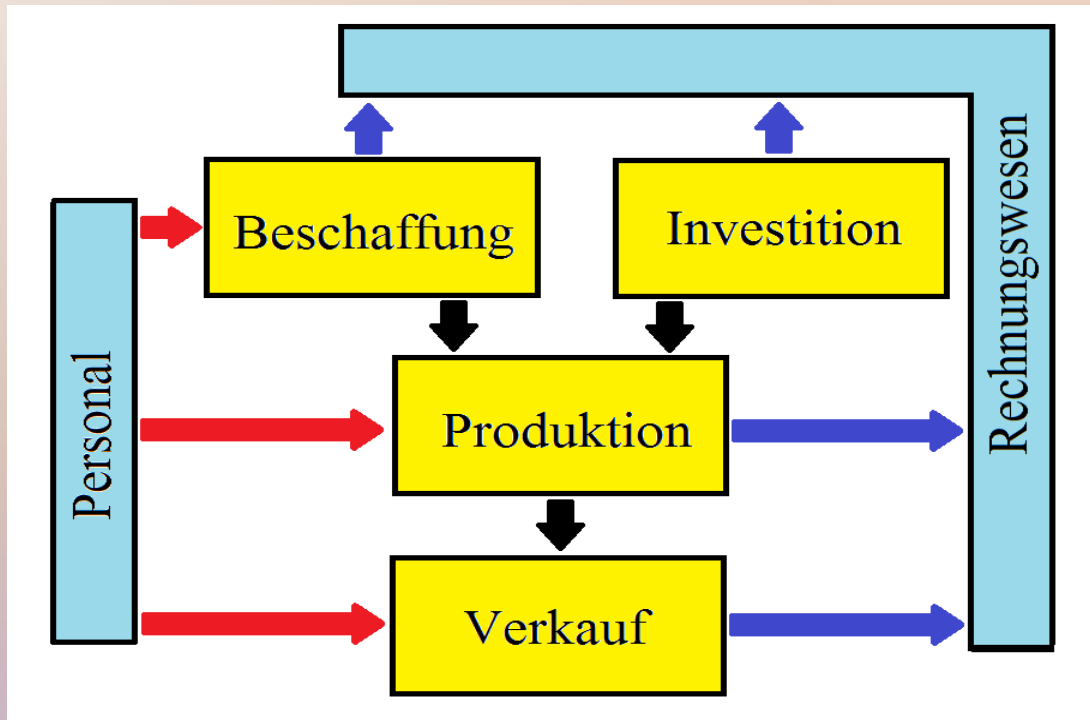 Beschaffung
Investition
Personal
Produktion
Rechnungswesen
Verkauf